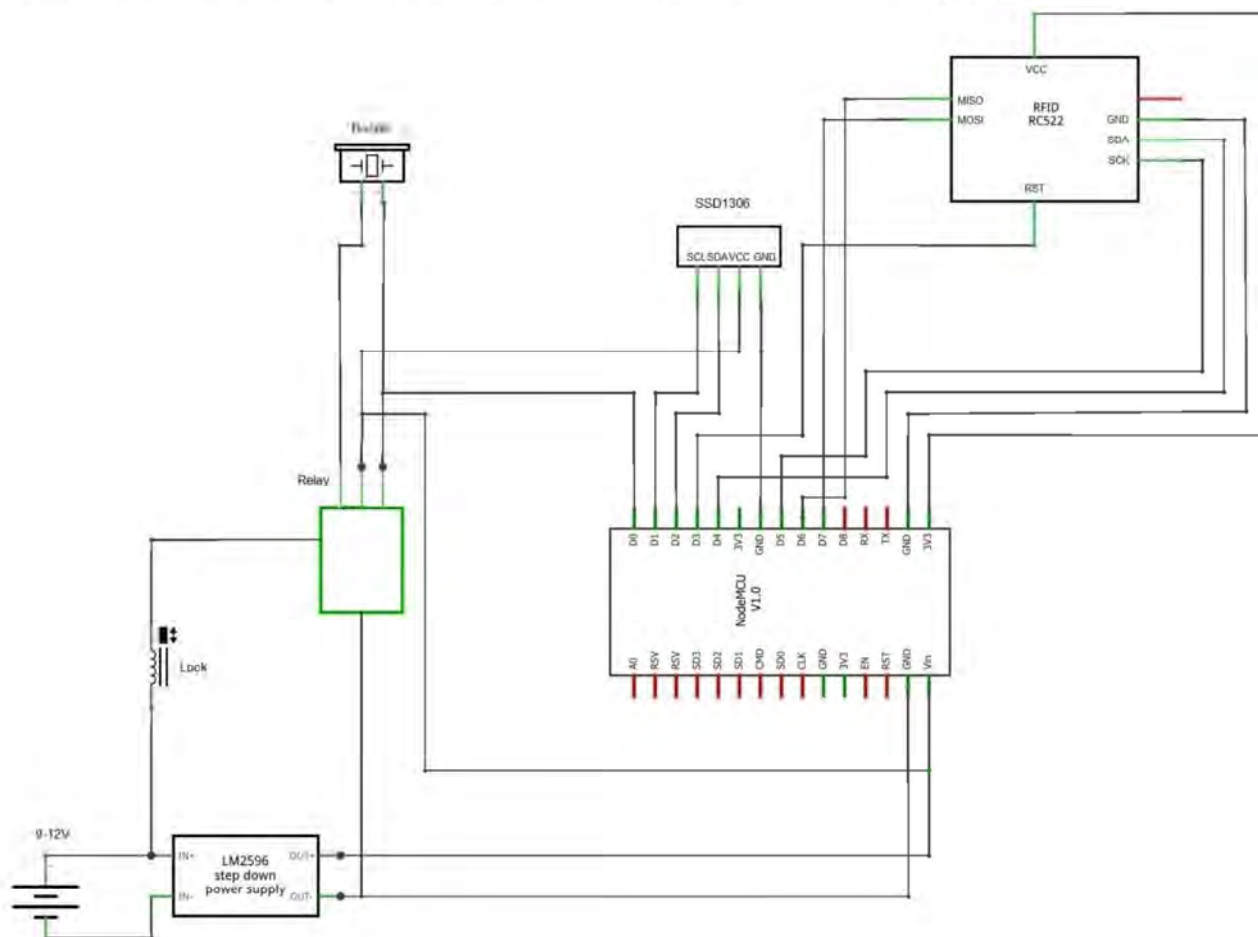 VCC
MISO
RFID
RC522
MOSI
GND
SDA
SCK
RST
SSD1306
SCL SDA VCC GND
Relay
D0 D1 D2 D3 D4 3V3 GND D5 D6 D7 D8 RX TX GND 3V3
NodeMCU
V1.0
A0 RSV RSV SD3 SD2 SD1 CMD SD0 CLK GND 3V3 EN RST GND Vin
Lock
9-12V
IN+ LM2596 OUT+
step down
IN- power supply OUT-